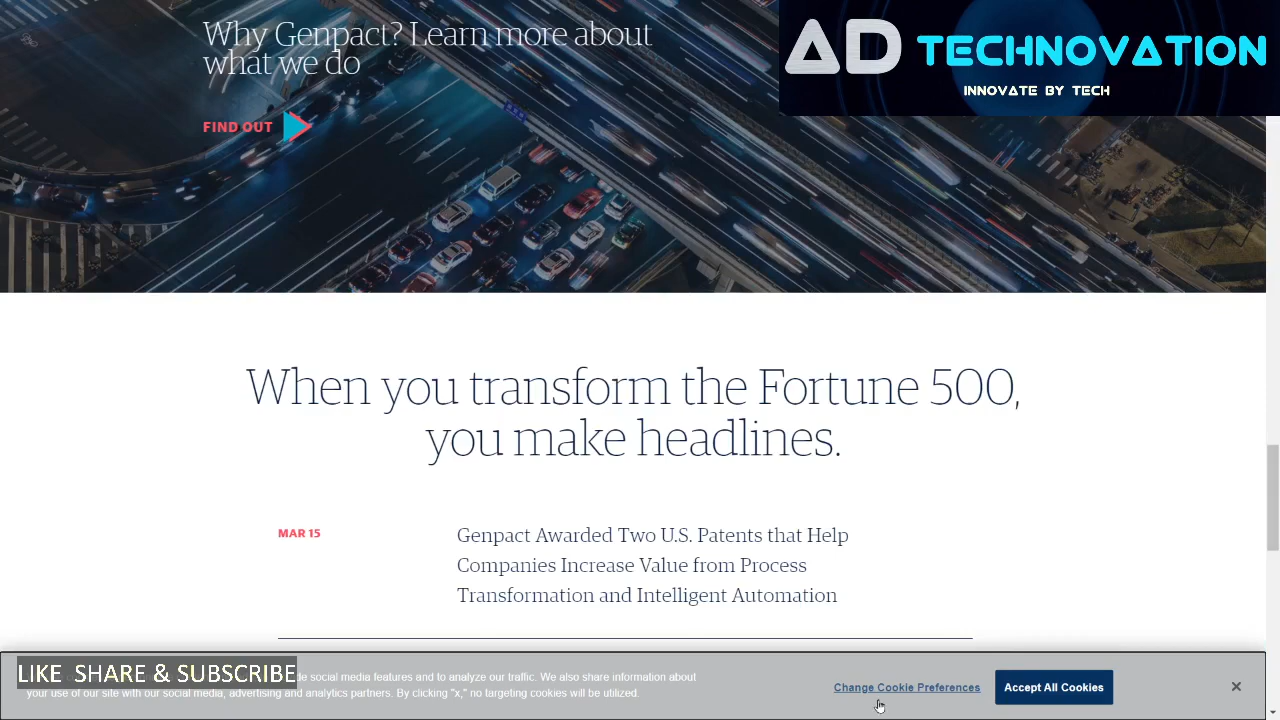 Why Genpact? Learn more about
what we do
FIND OUT
AD TECHNOVATION
INNOVATE BY TECH
When you transform the Fortune 500,
you make headlines.
MAR 15
Genpact Awarded Two U.S. Patents that Help
Companies Increase Value from Process
Transformation and Intelligent Automation
LIKE SHARE & SUBSCRIBE
social media features and to analyze our traffic. We also share information about
your use of our site with our social media, advertising and analytics partners. By clicking "x," no targeting cookies will be utilized.
Change Cookie Preferences
Accept All Cookies